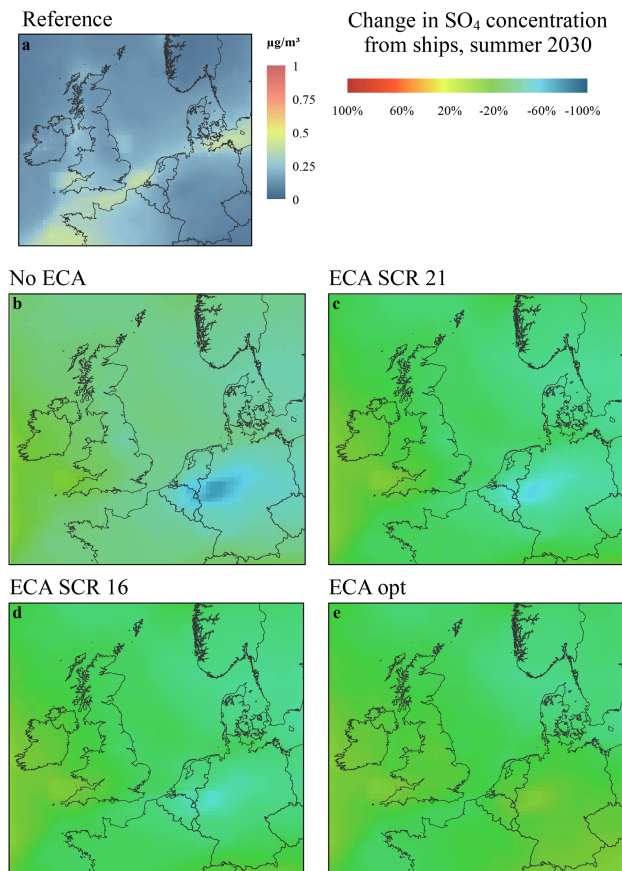 Reference
a
µg/m³
1
0.75
0.5
0.25
0
Change in SO₄ concentration
from ships, summer 2030
100% 60% 20% -20% -60% -100%
No ECA
b
ECA SCR 21
c
ECA SCR 16
d
ECA opt
e